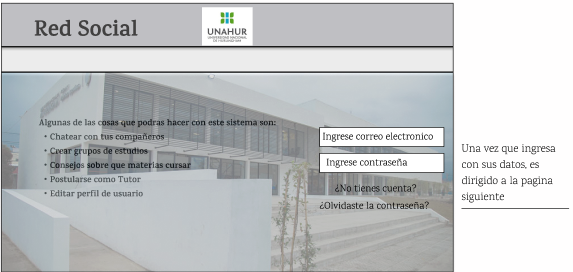 Red Social
UNAHUR
UNIVERSIDAD NACIONAL
DE HURLINGHAM
Algunas de las cosas que podras hacer con este sistema son:
• Chatear con tus compañeros
• Crear grupos de estudios
• Consejos sobre que materias cursar
• Postularse como Tutor
• Editar perfil de usuario
Ingrese correo electronico
Ingrese contraseña
¿No tienes cuenta?
¿Olvidaste la contraseña?
Una vez que ingresa
con sus datos, es
dirigido a la pagina
siguiente